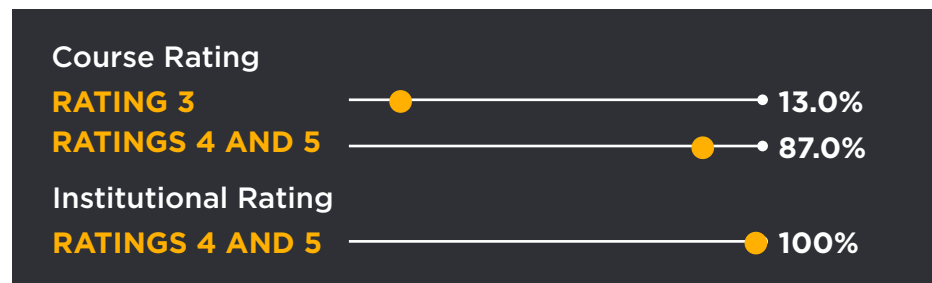 Course Rating
RATING 3 13.0%
RATINGS 4 AND 5 87.0%
Institutional Rating
RATINGS 4 AND 5 100%